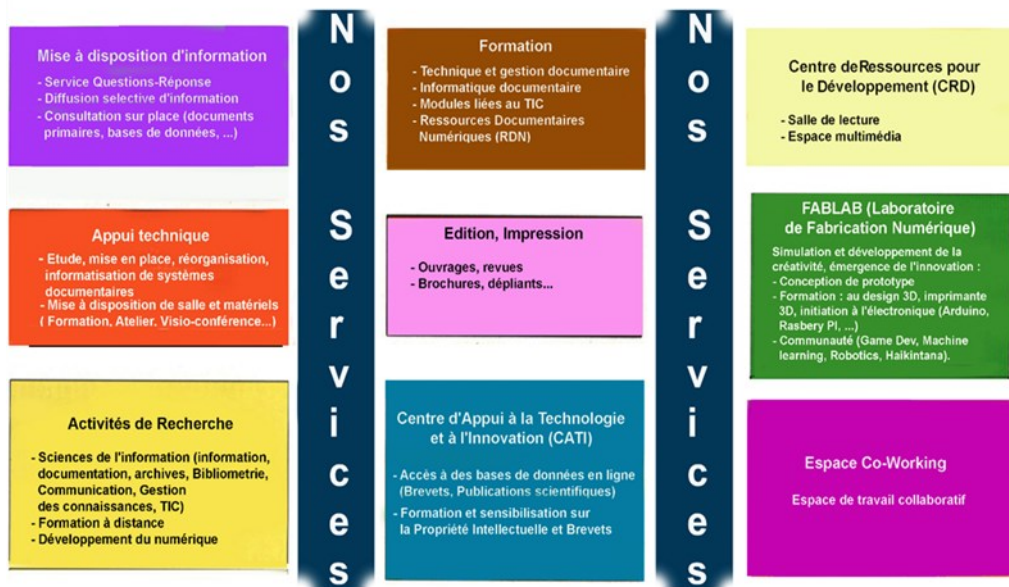 Mise à disposition d'information
- Service Questions-Réponse
- Diffusion selective d'information
- Consultation sur place (documents
primaires, bases de données, ...)
Appui technique
- Etude, mise en place, réorganisation,
informatisation de systèmes
documentaires
- Mise à disposition de salle et matériels
( Formation, Atelier, Visio-conférence...)
Activités de Recherche
- Sciences de l'information (information,
documentation, archives, Bibliometrie,
Communication, Gestion
des connaissances, TIC)
- Formation à distance
- Développement du numérique
Nos Services
Formation
- Technique et gestion documentaire
- Informatique documentaire
- Modules liées au TIC
- Ressources Documentaires
Numériques (RDN)
Edition, Impression
- Ouvrages, revues
- Brochures, dépliants...
Centre d'Appui à la Technologie
et à l'Innovation (CATI)
- Accès à des bases de données en ligne
(Brevets, Publications scientifiques)
- Formation et sensibilisation sur
la Propriété Intellectuelle et Brevets
Nos Services
Centre deRessources pour
le Développement (CRD)
- Salle de lecture
- Espace multimédia
FABLAB (Laboratoire
de Fabrication Numérique)
Simulation et développement de la
créativité, émergence de l'innovation :
- Conception de prototype
- Formation : au design 3D, imprimante
3D, initiation à l'électronique (Arduino,
Rasbery PI, ...)
- Communauté (Game Dev, Machine
learning, Robotics, Haikintana).
Espace Co-Working
Espace de travail collaboratif